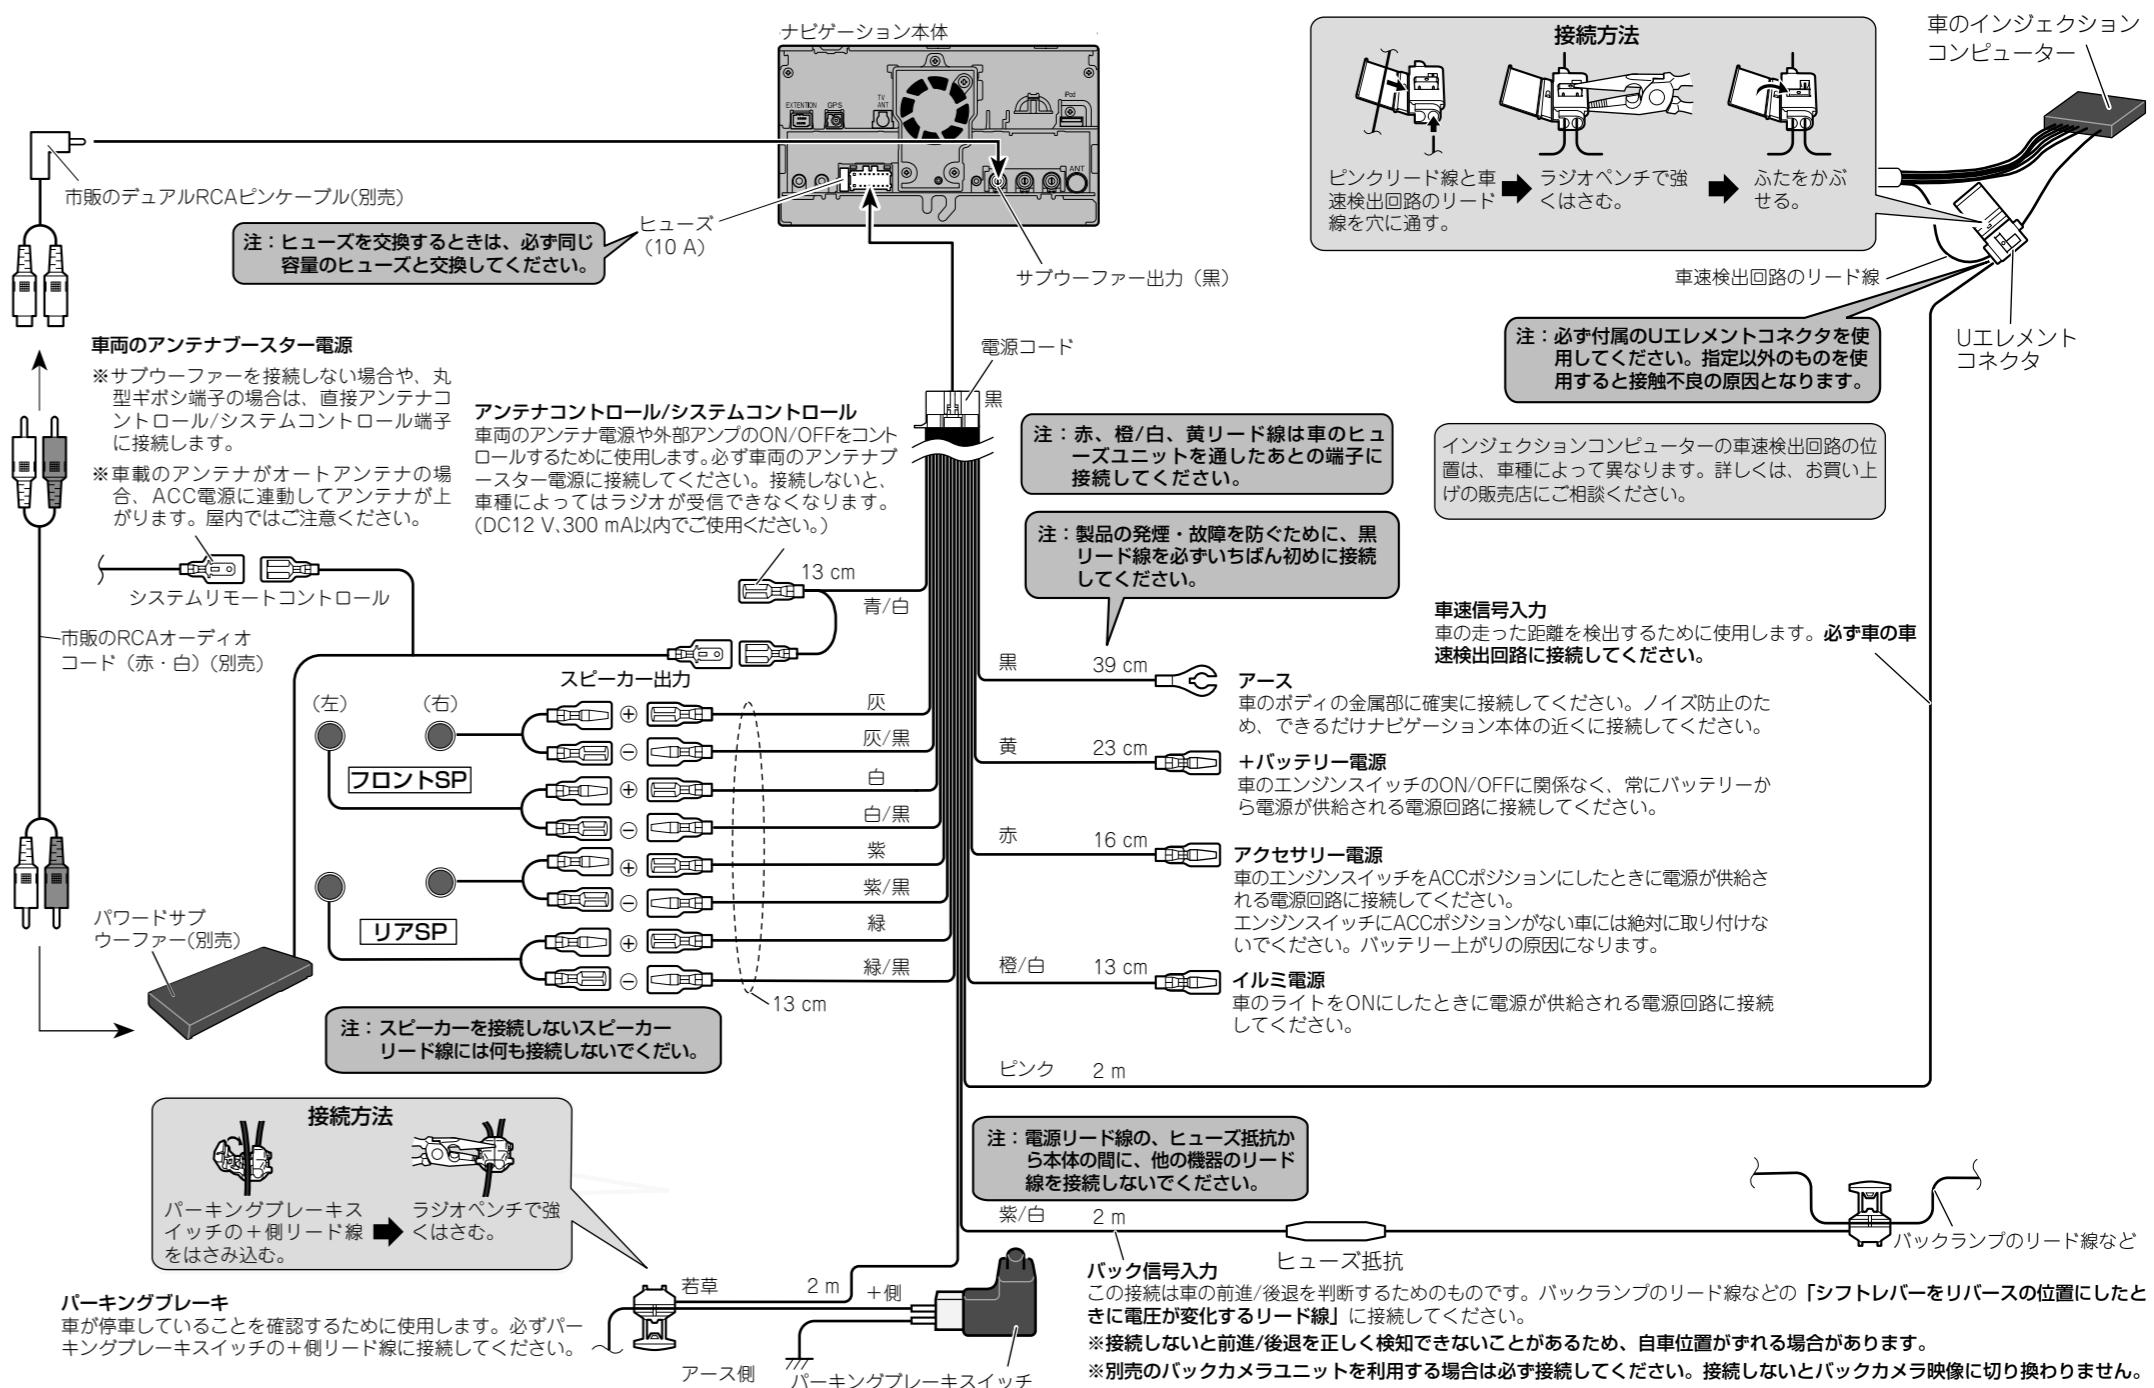 ナビゲーション本体
EXTENTION
GPS
TV
ANT
iPod
ANT
市販のデュアルRCAピンケーブル(別売)
注：ヒューズを交換するときは、必ず同じ
容量のヒューズと交換してください。
ヒューズ
(10 A)
サブウーファー出力（黒）
接続方法
ピンクリード線と車
速検出回路のリード
線を穴に通す。
ラジオペンチで強
くはさむ。
ふたをかぶ
せる。
車のインジェクション
コンピューター
車速検出回路のリード線
注：必ず付属のUエレメントコネクタを使
用してください。指定以外のものを使
用すると接触不良の原因となります。
Uエレメント
コネクタ
インジェクションコンピューターの車速検出回路の位
置は、車種によって異なります。詳しくは、お買い上
げの販売店にご相談ください。
車両のアンテナブースター電源
※サブウーファーを接続しない場合や、丸
型ギボシ端子の場合は、直接アンテナコ
ントロール/システムコントロール端子
に接続します。
※車載のアンテナがオートアンテナの場
合、ACC電源に連動してアンテナが上
がります。屋内ではご注意ください。
システムリモートコントロール
市販のRCAオーディオ
コード（赤・白）(別売)
アンテナコントロール/システムコントロール
車両のアンテナ電源や外部アンプのON/OFFをコント
ロールするために使用します。必ず車両のアンテナブ
ースター電源に接続してください。接続しないと、
車種によってはラジオが受信できなくなります。
(DC12 V､300 mA以内でご使用ください｡)
13 cm
青/白
電源コード
黒
注：赤、橙/白、黄リード線は車のヒュ
ーズユニットを通したあとの端子に
接続してください。
注：製品の発煙・故障を防ぐために、黒
リード線を必ずいちばん初めに接続
してください。
スピーカー出力
(左)
(右)
フロントSP
リアSP
⊕
⊖
⊕
⊖
⊕
⊖
⊕
⊖
灰
灰/黒
白
白/黒
紫
紫/黒
緑
緑/黒
13 cm
パワードサブ
ウーファー(別売)
注：スピーカーを接続しないスピーカー
リード線には何も接続しないでくだい。
黒 39 cm
アース
車のボディの金属部に確実に接続してください。ノイズ防止のた
め、できるだけナビゲーション本体の近くに接続してください。
黄 23 cm
＋バッテリー電源
車のエンジンスイッチのON/OFFに関係なく、常にバッテリーか
ら電源が供給される電源回路に接続してください。
赤 16 cm
アクセサリー電源
車のエンジンスイッチをACCポジションにしたときに電源が供給さ
れる電源回路に接続してください。
エンジンスイッチにACCポジションがない車には絶対に取り付けな
いでください。バッテリー上がりの原因になります。
橙/白 13 cm
イルミ電源
車のライトをONにしたときに電源が供給される電源回路に接続
してください。
車速信号入力
車の走った距離を検出するために使用します。必ず車の車
速検出回路に接続してください。
ピンク 2 m
注：電源リード線の、ヒューズ抵抗か
ら本体の間に、他の機器のリード
線を接続しないでください。
紫/白 2 m
ヒューズ抵抗
バックランプのリード線など
バック信号入力
この接続は車の前進/後退を判断するためのものです。バックランプのリード線などの「シフトレバーをリバースの位置にしたと
きに電圧が変化するリード線」に接続してください。
※接続しないと前進/後退を正しく検知できないことがあるため、自車位置がずれる場合があります。
※別売のバックカメラユニットを利用する場合は必ず接続してください。接続しないとバックカメラ映像に切り換わりません。
接続方法
パーキングブレーキス
イッチの＋側リード線
をはさみ込む。
ラジオペンチで強
くはさむ。
パーキングブレーキ
車が停車していることを確認するために使用します。必ずパー
キングブレーキスイッチの＋側リード線に接続してください。
若草
2 m
＋側
アース側
パーキングブレーキスイッチ